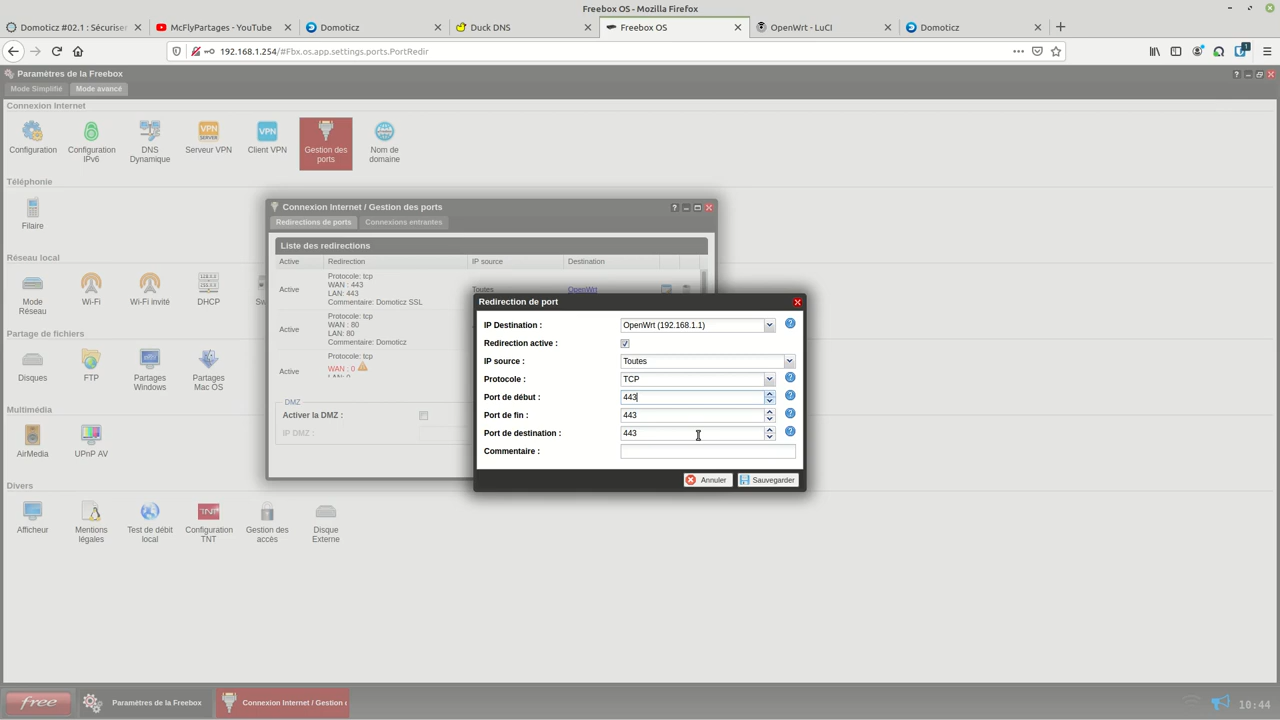 Freebox OS - Mozilla Firefox
Domoticz #02.1 : Sécuriser
McFlyPartages - YouTube
Domoticz
Duck DNS
Freebox OS
OpenWrt - LuCI
Domoticz
192.168.1.254/#Fbx.os.app.settings.ports.PortRedir
Paramètres de la Freebox
Mode Simplifié
Mode avancé
Connexion Internet
Configuration
Configuration
IPv6
DNS
Dynamique
VPN
SERVER
Serveur VPN
VPN
Client VPN
Gestion des
ports
Nom de
domaine
Téléphonie
Filaire
Réseau local
Mode
Réseau
Wi-Fi
Wi-Fi invité
DHCP
Partage de fichiers
Disques
FTP
Partages
Windows
Partages
Mac OS
Multimédia
AirMedia
UPnP AV
Divers
Afficheur
Mentions
légales
Test de débit
local
TNT
Configuration
TNT
Gestion des
accès
Disque
Externe
Connexion Internet / Gestion des ports
Redirections de ports
Connexions entrantes
Liste des redirections
Active
Redirection
IP source
Destination
Active
Protocole: tcp
WAN : 443
LAN: 443
Commentaire: Domoticz SSL
Toutes
OpenWrt
Active
Protocole: tcp
WAN : 80
LAN: 80
Commentaire: Domoticz
Active
Protocole: tcp
WAN : 0
LAN: 0
DMZ
Activer la DMZ :
IP DMZ :
Redirection de port
IP Destination :
OpenWrt (192.168.1.1)
Redirection active :
IP source :
Toutes
Protocole :
TCP
Port de début :
443
Port de fin :
443
Port de destination :
443
Commentaire :
Annuler
Sauvegarder
free
Paramètres de la Freebox
Connexion Internet / Gestion
10:44